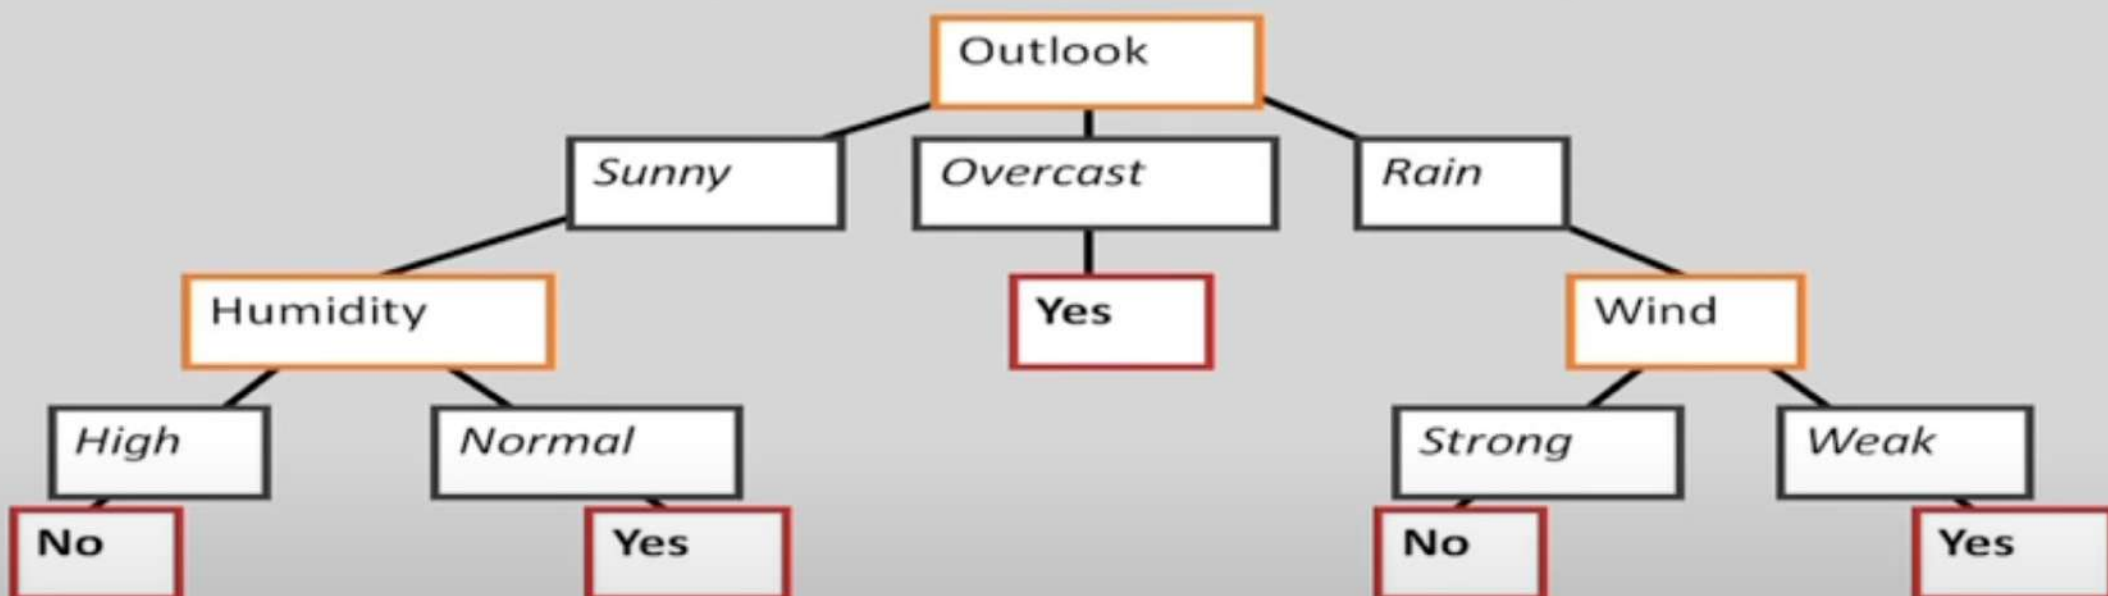 Outlook
Sunny
Overcast
Rain
Humidity
Yes
Wind
High
Normal
Strong
Weak
No
Yes
No
Yes